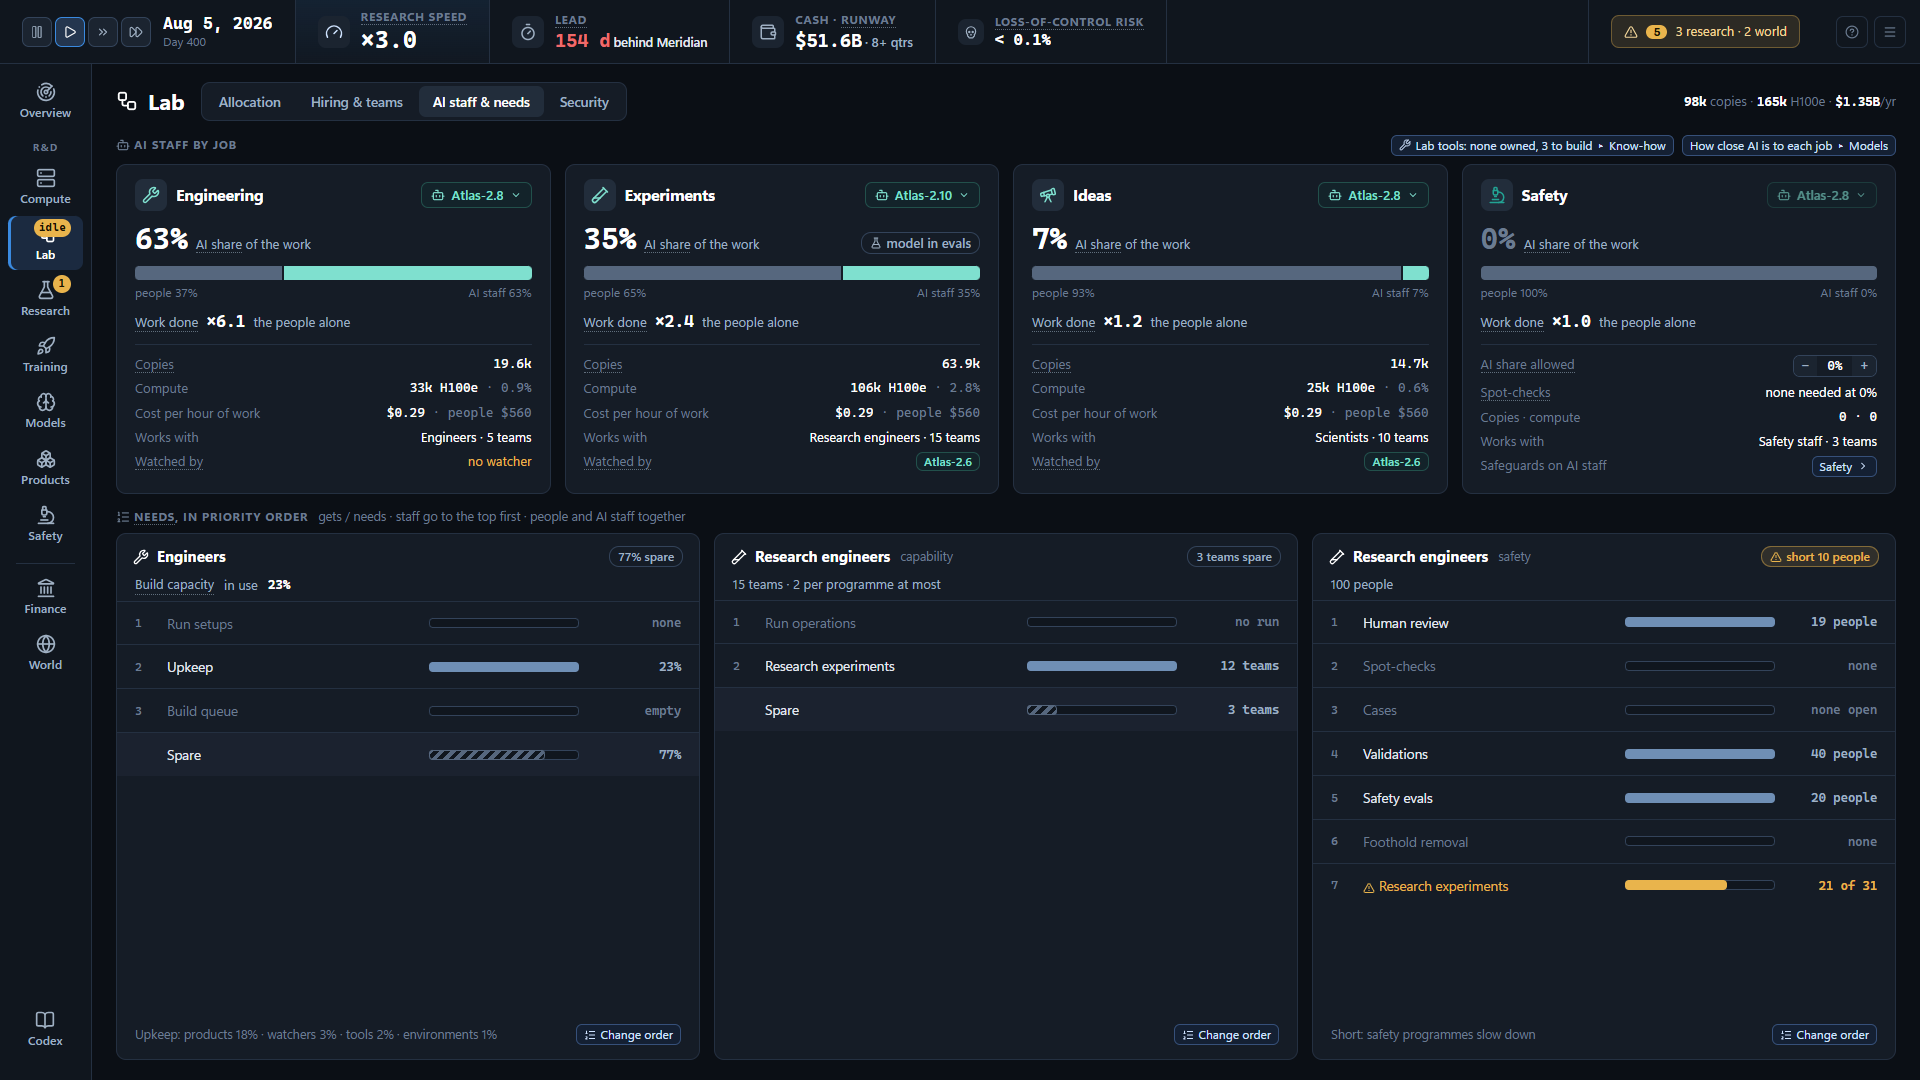 Aug 5, 2026
Day 400
RESEARCH SPEED
×3.0
LEAD
154 d behind Meridian
CASH · RUNWAY
$51.6B · 8+ qtrs
LOSS-OF-CONTROL RISK
< 0.1%
5 3 research · 2 world
Overview
R&D
Compute
idle
Lab
1
Research
Training
Models
Products
Safety
Finance
World
Codex
Lab
Allocation
Hiring & teams
AI staff & needs
Security
98k copies · 165k H100e · $1.35B/yr
AI STAFF BY JOB
Lab tools: none owned, 3 to build ▸ Know-how
How close AI is to each job ▸ Models
Engineering
Atlas-2.8
63% AI share of the work
people 37%
AI staff 63%
Work done ×6.1 the people alone
Copies 19.6k
Compute 33k H100e · 0.9%
Cost per hour of work $0.29 · people $560
Works with Engineers · 5 teams
Watched by no watcher
Experiments
Atlas-2.10
35% AI share of the work
model in evals
people 65%
AI staff 35%
Work done ×2.4 the people alone
Copies 63.9k
Compute 106k H100e · 2.8%
Cost per hour of work $0.29 · people $560
Works with Research engineers · 15 teams
Watched by Atlas-2.6
Ideas
Atlas-2.8
7% AI share of the work
people 93%
AI staff 7%
Work done ×1.2 the people alone
Copies 14.7k
Compute 25k H100e · 0.6%
Cost per hour of work $0.29 · people $560
Works with Scientists · 10 teams
Watched by Atlas-2.6
Safety
Atlas-2.8
0% AI share of the work
people 100%
AI staff 0%
Work done ×1.0 the people alone
AI share allowed − 0% +
Spot-checks none needed at 0%
Copies · compute 0 · 0
Works with Safety staff · 3 teams
Safeguards on AI staff Safety
NEEDS, IN PRIORITY ORDER gets / needs · staff go to the top first · people and AI staff together
Engineers
77% spare
Build capacity in use 23%
1 Run setups none
2 Upkeep 23%
3 Build queue empty
Spare 77%
Upkeep: products 18% · watchers 3% · tools 2% · environments 1%
Change order
Research engineers capability
3 teams spare
15 teams · 2 per programme at most
1 Run operations no run
2 Research experiments 12 teams
Spare 3 teams
Change order
Research engineers safety
short 10 people
100 people
1 Human review 19 people
2 Spot-checks none
3 Cases none open
4 Validations 40 people
5 Safety evals 20 people
6 Foothold removal none
7 Research experiments 21 of 31
Short: safety programmes slow down
Change order